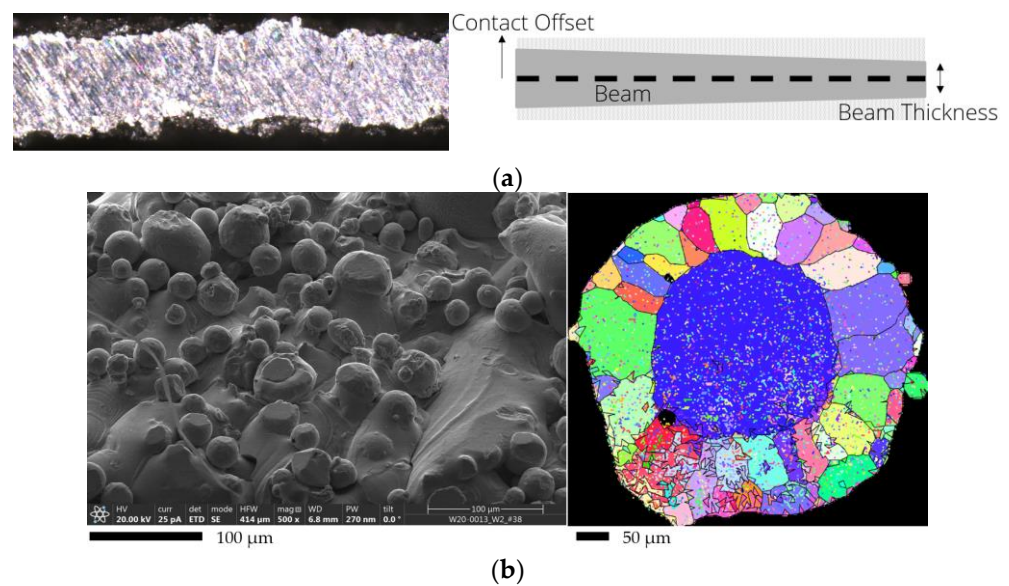 Contact Offset
Beam
Beam Thickness
(a)
HV curr det mode HFW mag WD PW tilt
20.00 kV 25 pA ETD SE 414 µm 500 x 6.8 mm 270 nm 0.0 °
100 µm
W20-0013_W2_#38
100 µm
50 µm
(b)